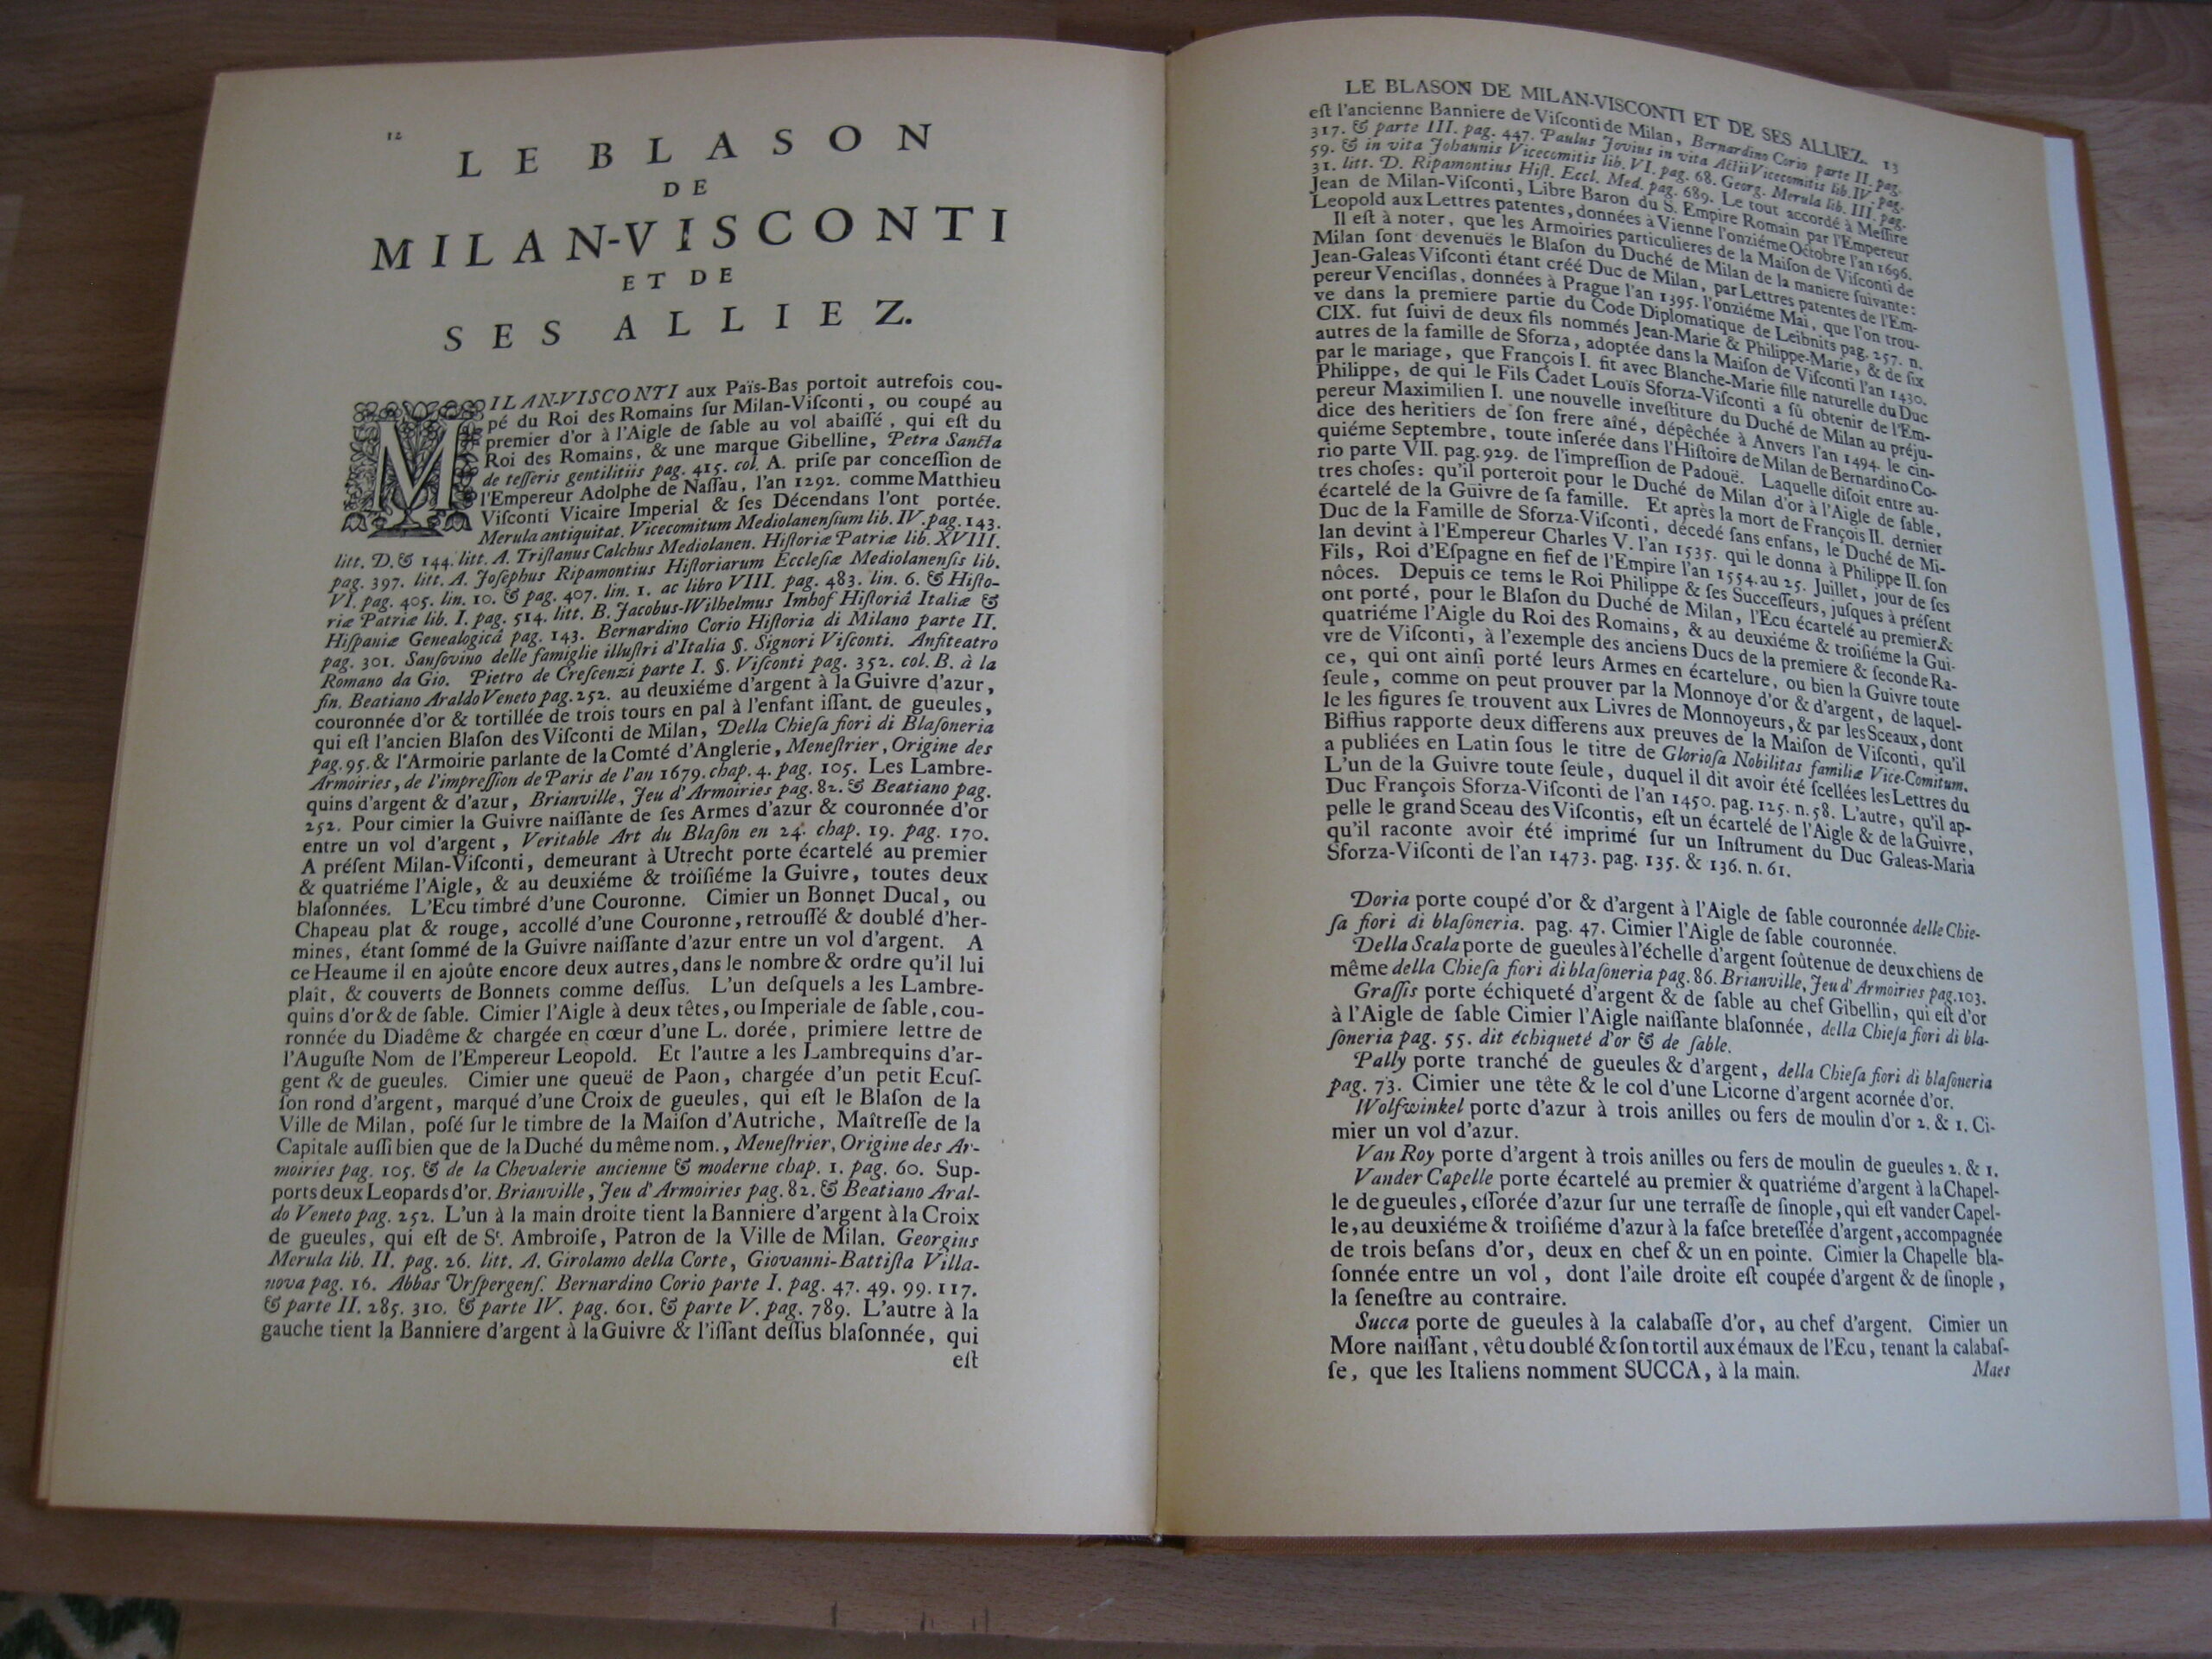 12
LE BLASON
DE
MILAN-VISCONTI
ET DE
SES ALLIEZ.
MILAN-VISCONTI aux Païs-Bas portoit autrefois cou-
pé du Roi des Romains ſur Milan-Viſconti, ou coupé au
premier d'or à l'Aigle de ſable au vol abaiſſé, qui eſt du
Roi des Romains, & une marque Gibelline, Petra Sancta
de teſſeris gentilitiis pag. 415. col. A. priſe par conceſſion de
l'Empereur Adolphe de Naſſau, l'an 1292. comme Matthieu
Viſconti Vicaire Imperial & ſes Décendans l'ont portée.
Merula antiquitat. Vicecomitum Mediolanenſium lib. IV. pag. 143.
litt. D. & 144. litt. A. Triſtanus Calchus Mediolanen. Hiſtoriæ Patriæ lib. XVIII.
pag. 397. litt. A. Joſephus Ripamontius Hiſtoriarum Eccleſiæ Mediolanenſis lib.
VI. pag. 405. lin. 10. & pag. 407. lin. 1. ac libro VIII. pag. 483. lin. 6. & Hiſto-
riæ Patriæ lib. I. pag. 514. litt. B. Jacobus-Wilhelmus Imhof Hiſtoriâ Italiæ &
Hiſpaniæ Genealogicâ pag. 143. Bernardino Corio Hiſtoria di Milano parte II.
pag. 301. Sanſovino delle famiglie illuſtri d'Italia §. Signori Viſconti. Anfiteatro
Romano da Gio. Pietro de Creſcenzi parte I. §. Viſconti pag. 352. col. B. à la
fin. Beatiano Araldo Veneto pag. 252. au deuxiéme d'argent à la Guivre d'azur,
couronnée d'or & tortillée de trois tours en pal à l'enfant iſſant. de gueules,
qui eſt l'ancien Blaſon des Viſconti de Milan, Della Chieſa fiori di Blaſoneria
pag. 95. & l'Armoirie parlante de la Comté d'Anglerie, Meneſtrier, Origine des
Armoiries, de l'impreſſion de Paris de l'an 1679. chap. 4. pag. 105. Les Lambre-
quins d'argent & d'azur, Brianville, Jeu d'Armoiries pag. 82. & Beatiano pag.
252. Pour cimier la Guivre naiſſante de ſes Armes d'azur & couronnée d'or
entre un vol d'argent, Veritable Art du Blaſon en 24. chap. 19. pag. 170.
A préſent Milan-Viſconti, demeurant à Utrecht porte écartelé au premier
& quatriéme l'Aigle, & au deuxiéme & troiſiéme la Guivre, toutes deux
blaſonnées. L'Ecu timbré d'une Couronne. Cimier un Bonnet Ducal, ou
Chapeau plat & rouge, accollé d'une Couronne, retrouſſé & doublé d'her-
mines, étant ſommé de la Guivre naiſſante d'azur entre un vol d'argent. A
ce Heaume il en ajoûte encore deux autres, dans le nombre & ordre qu'il lui
plaît, & couverts de Bonnets comme deſſus. L'un deſquels a les Lambre-
quins d'or & de ſable. Cimier l'Aigle à deux têtes, ou Imperiale de ſable, cou-
ronnée du Diadême & chargée en cœur d'une L. dorée, primiere lettre de
l'Auguſte Nom de l'Empereur Leopold. Et l'autre a les Lambrequins d'ar-
gent & de gueules. Cimier une queuë de Paon, chargée d'un petit Ecuſ-
ſon rond d'argent, marqué d'une Croix de gueules, qui eſt le Blaſon de la
Ville de Milan, poſé ſur le timbre de la Maiſon d'Autriche, Maîtreſſe de la
Capitale auſſi bien que de la Duché du même nom., Meneſtrier, Origine des Ar-
moiries pag. 105. & de la Chevalerie ancienne & moderne chap. 1. pag. 60. Sup-
ports deux Leopards d'or. Brianville, Jeu d'Armoiries pag. 82. & Beatiano Aral-
do Veneto pag. 252. L'un à la main droite tient la Banniere d'argent à la Croix
de gueules, qui eſt de St. Ambroiſe, Patron de la Ville de Milan. Georgius
Merula lib. II. pag. 26. litt. A. Girolamo della Corte, Giovanni-Battiſta Villa-
nova pag. 16. Abbas Urſpergenſ. Bernardino Corio parte I. pag. 47. 49. 99. 117.
& parte II. 285. 310. & parte IV. pag. 601. & parte V. pag. 789. L'autre à la
gauche tient la Banniere d'argent à la Guivre & l'iſſant deſſus blaſonnée, qui
eſt
LE BLASON DE MILAN-VISCONTI ET DE SES ALLIEZ. 13
eſt l'ancienne Banniere de Viſconti de Milan, Bernardino Corio parte II. pag.
317. & parte III. pag. 447. Paulus Jovius in vita Actii Vicecomitis lib. IV. pag.
59. & in vita Johannis Vicecomitis lib. VI. pag. 68. Georg. Merula lib. III. pag.
31. litt. D. Ripamontius Hiſt. Eccl. Med. pag. 689. Le tout accordé à Meſſire
Jean de Milan-Viſconti, Libre Baron du S. Empire Romain par l'Empereur
Leopold aux Lettres patentes, données à Vienne l'onziéme Octobre l'an 1696.
Il eſt à noter, que les Armoiries particulieres de la Maiſon de Viſconti de
Milan ſont devenuës le Blaſon du Duché de Milan de la maniere ſuivante:
Jean-Galeas Viſconti étant créé Duc de Milan, par Lettres patentes de l'Em-
pereur Venciſlas, données à Prague l'an 1395. l'onziéme Mai, que l'on trou-
ve dans la premiere partie du Code Diplomatique de Leibnits pag. 257. n.
CIX. fut ſuivi de deux fils nommés Jean-Marie & Philippe-Marie, & de ſix
autres de la famille de Sforza, adoptée dans la Maiſon de Viſconti l'an 1430.
par le mariage, que François I. fit avec Blanche-Marie fille naturelle du Duc
Philippe, de qui le Fils Cadet Louïs Sforza-Viſconti a ſû obtenir de l'Em-
pereur Maximilien I. une nouvelle inveſtiture du Duché de Milan au préju-
dice des heritiers de ſon frere aîné, dépêchée à Anvers l'an 1494. le cin-
quiéme Septembre, toute inferée dans l'Hiſtoire de Milan de Bernardino Co-
rio parte VII. pag. 929. de l'impreſſion de Padouë. Laquelle diſoit entre au-
tres choſes: qu'il porteroit pour le Duché de Milan d'or à l'Aigle de ſable,
écartelé de la Guivre de ſa famille. Et après la mort de François II. dernier
Duc de la Famille de Sforza-Viſconti, décedé ſans enfans, le Duché de Mi-
lan devint à l'Empereur Charles V. l'an 1535. qui le donna à Philippe II. ſon
Fils, Roi d'Eſpagne en fief de l'Empire l'an 1554. au 25. Juillet, jour de ſes
nôces. Depuis ce tems le Roi Philippe & ſes Succeſſeurs, juſques à préſent
ont porté, pour le Blaſon du Duché de Milan, l'Ecu écartelé au premier &
quatriéme l'Aigle du Roi des Romains, & au deuxiéme & troiſiéme la Gui-
vre de Viſconti, à l'exemple des anciens Ducs de la premiere & ſeconde Ra-
ce, qui ont ainſi porté leurs Armes en écartelure, ou bien la Guivre toute
ſeule, comme on peut prouver par la Monnoye d'or & d'argent, de laquel-
le les figures ſe trouvent aux Livres de Monnoyeurs, & par les Sceaux, dont
Biffius rapporte deux differens aux preuves de la Maiſon de Viſconti, qu'il
a publiées en Latin ſous le titre de Glorioſa Nobilitas familiæ Vice-Comitum.
L'un de la Guivre toute ſeule, duquel il dit avoir été ſcellées les Lettres du
Duc François Sforza-Viſconti de l'an 1450. pag. 125. n. 58. L'autre, qu'il ap-
pelle le grand Sceau des Viſcontis, eſt un écartelé de l'Aigle & de la Guivre,
qu'il raconte avoir été imprimé ſur un Inſtrument du Duc Galeas-Maria
Sforza-Viſconti de l'an 1473. pag. 135. & 136. n. 61.
Doria porte coupé d'or & d'argent à l'Aigle de ſable couronnée delle Chie-
ſa fiori di blaſoneria. pag. 47. Cimier l'Aigle de ſable couronnée.
Della Scala porte de gueules à l'échelle d'argent ſoûtenue de deux chiens de
même della Chieſa fiori di blaſoneria pag. 86. Brianville, Jeu d'Armoiries pag. 103.
Graſſis porte échiqueté d'argent & de ſable au chef Gibellin, qui eſt d'or
à l'Aigle de ſable Cimier l'Aigle naiſſante blaſonnée, della Chieſa fiori di bla-
ſoneria pag. 55. dit échiqueté d'or & de ſable.
Pally porte tranché de gueules & d'argent, della Chieſa fiori di blaſoneria
pag. 73. Cimier une tête & le col d'une Licorne d'argent acornée d'or.
Wolfwinkel porte d'azur à trois anilles ou fers de moulin d'or 2. & 1. Ci-
mier un vol d'azur.
Van Roy porte d'argent à trois anilles ou fers de moulin de gueules 2. & 1.
Vander Capelle porte écartelé au premier & quatriéme d'argent à la Chapel-
le de gueules, eſſorée d'azur ſur une terraſſe de ſinople, qui eſt vander Capel-
le, au deuxiéme & troiſiéme d'azur à la faſce breteſſée d'argent, accompagnée
de trois beſans d'or, deux en chef & un en pointe. Cimier la Chapelle bla-
ſonnée entre un vol, dont l'aile droite eſt coupée d'argent & de ſinople,
la ſeneſtre au contraire.
Succa porte de gueules à la calabaſſe d'or, au chef d'argent. Cimier un
More naiſſant, vêtu doublé & ſon tortil aux émaux de l'Ecu, tenant la calabaſ-
ſe, que les Italiens nomment SUCCA, à la main.
Maes